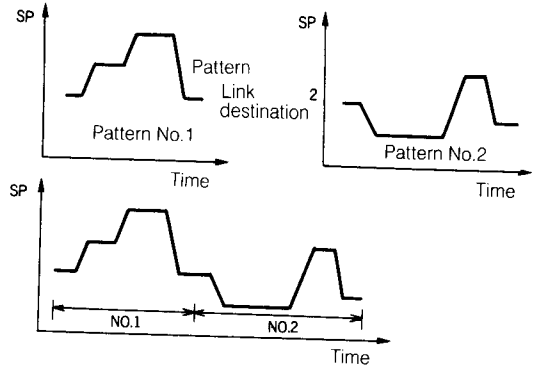 SP
Pattern
Link
destination 2
Pattern No.1
Time
SP
Pattern No.2
Time
SP
NO.1
NO.2
Time